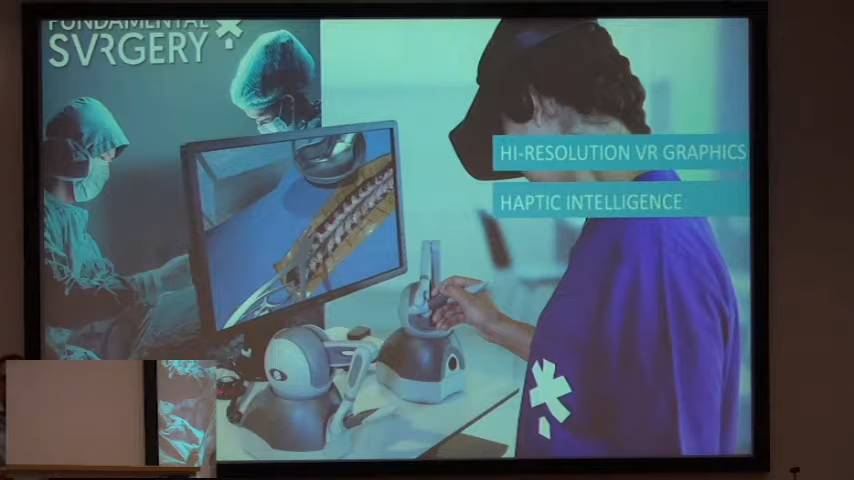 FUNDAMENTAL
SVRGERY
HI-RESOLUTION VR GRAPHICS
HAPTIC INTELLIGENCE